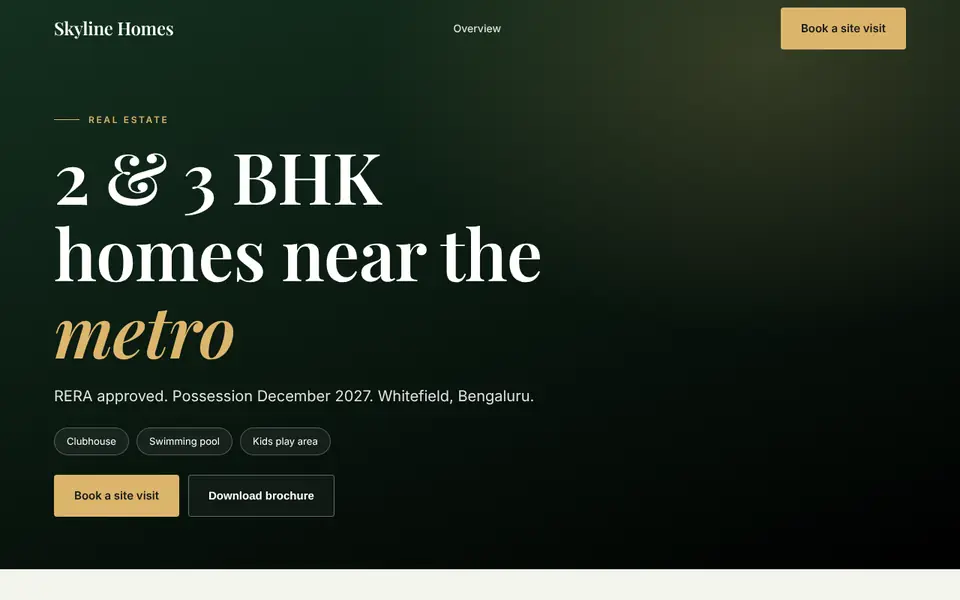 Skyline Homes
Overview
Book a site visit
REAL ESTATE
2 & 3 BHK
homes near the
metro
RERA approved. Possession December 2027. Whitefield, Bengaluru.
Clubhouse
Swimming pool
Kids play area
Book a site visit
Download brochure